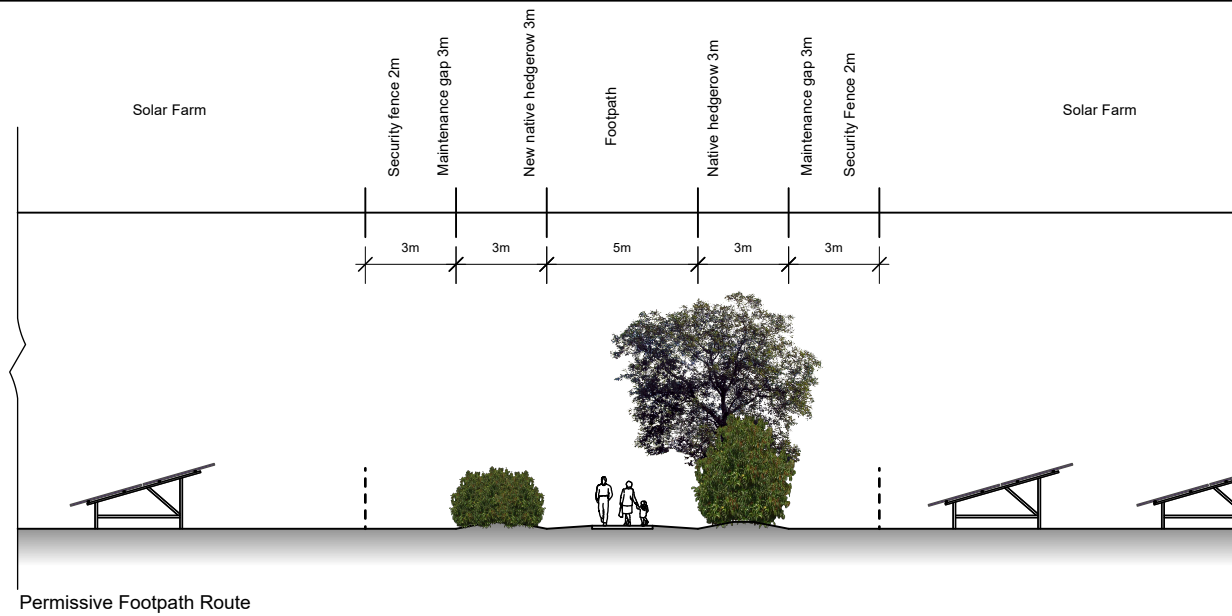 Solar Farm
Security fence 2m
Maintenance gap 3m
New native hedgerow 3m
Footpath
Native hedgerow 3m
Maintenance gap 3m
Security Fence 2m
Solar Farm
3m
3m
5m
3m
3m
Permissive Footpath Route